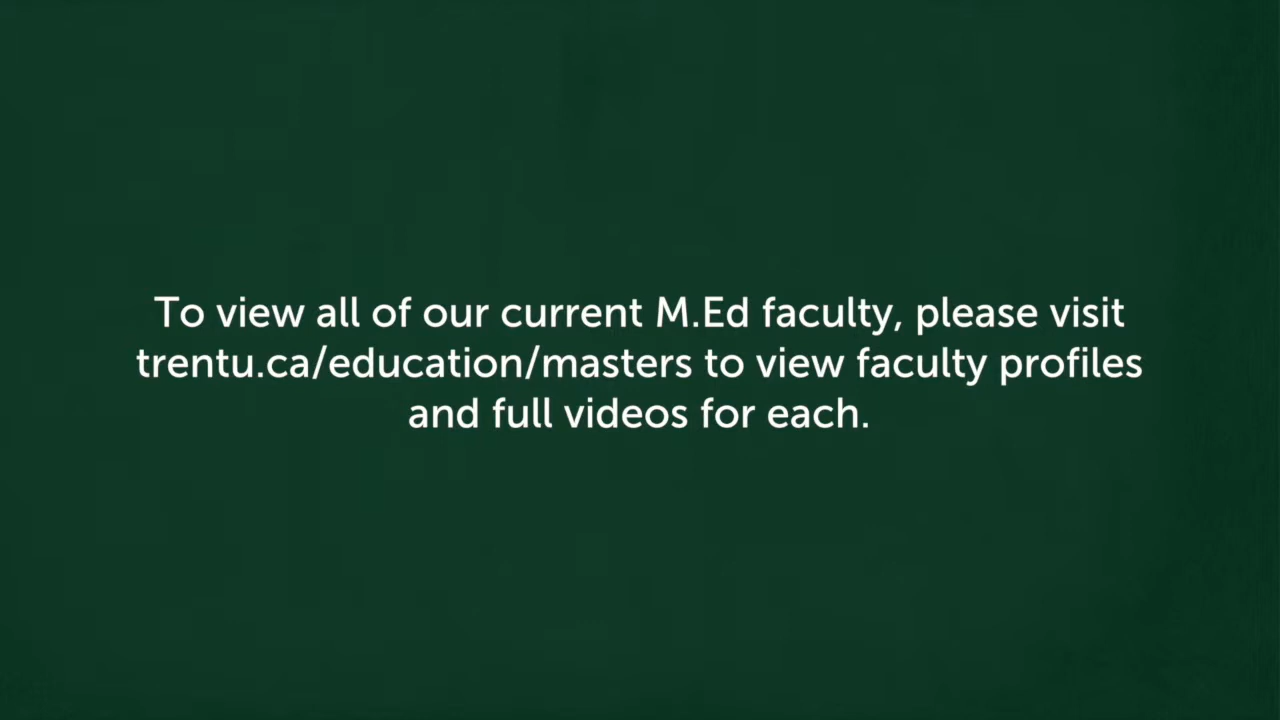 To view all of our current M.Ed faculty, please visit
trentu.ca/education/masters to view faculty profiles
and full videos for each.